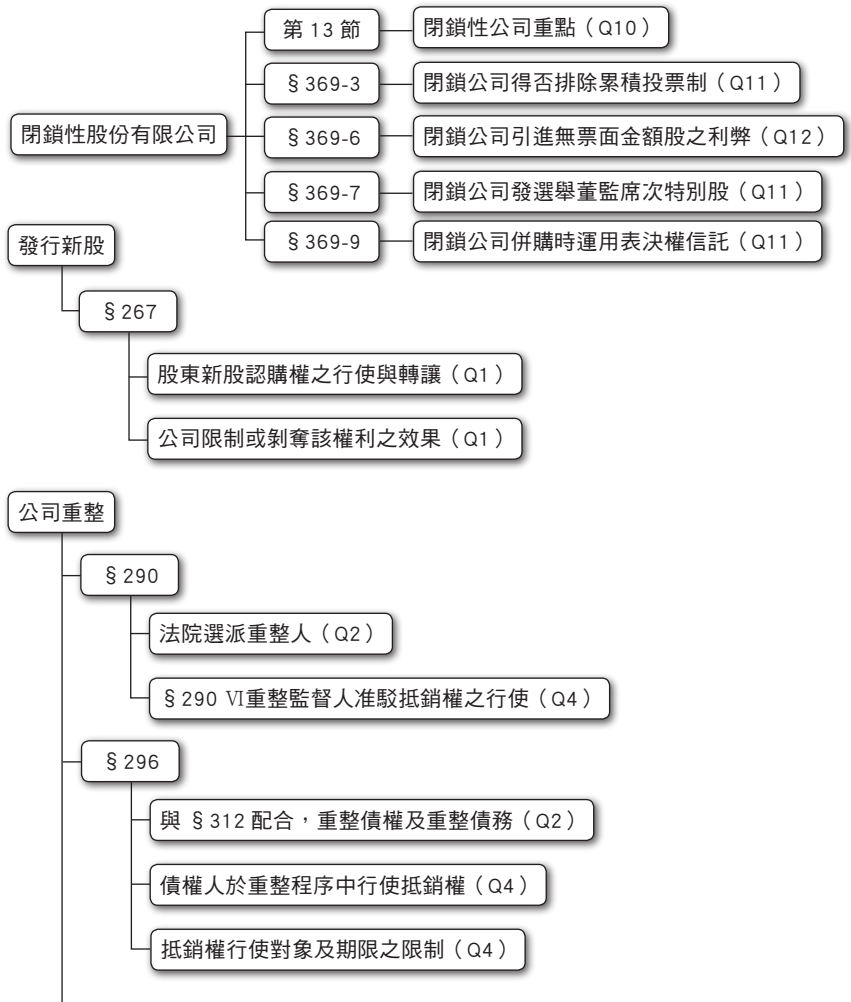 第 13 節
閉鎖性公司重點（Q10）
§369-3
閉鎖公司得否排除累積投票制（Q11）
閉鎖性股份有限公司
§369-6
閉鎖公司引進無票面金額股之利弊（Q12）
§369-7
閉鎖公司發選舉董監席次特別股（Q11）
§369-9
閉鎖公司併購時運用表決權信託（Q11）
發行新股
§267
股東新股認購權之行使與轉讓（Q1）
公司限制或剝奪該權利之效果（Q1）
公司重整
§290
法院選派重整人（Q2）
§290 Ⅵ重整監督人准駁抵銷權之行使（Q4）
§296
與 §312 配合，重整債權及重整債務（Q2）
債權人於重整程序中行使抵銷權（Q4）
抵銷權行使對象及期限之限制（Q4）